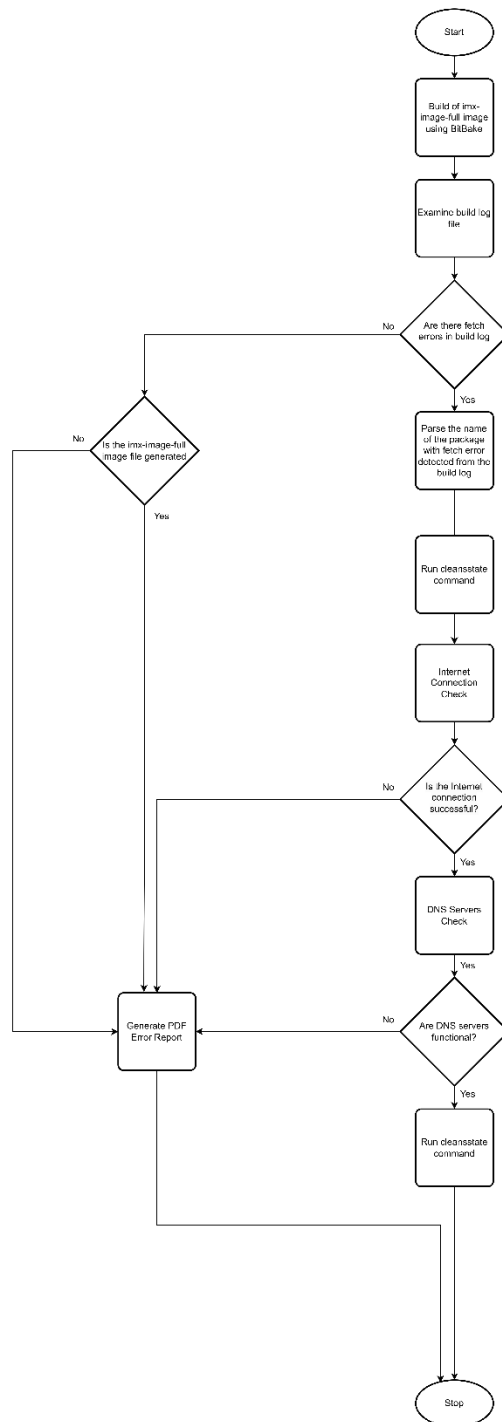 Start
Build of imx-
image-full image
using BitBake
Examine build log
file
No
Are there fetch
errors in build log
Yes
No
Is the imx-image-full
image file generated
Yes
Parse the name
of the package
with fetch error
detected from the
build log
Run cleansstate
command
Internet
Connection
Check
No
Is the Internet
connection
successful?
Yes
DNS Servers
Check
Yes
Generate PDF
Error Report
No
Are DNS servers
functional?
Yes
Run cleansstate
command
Stop